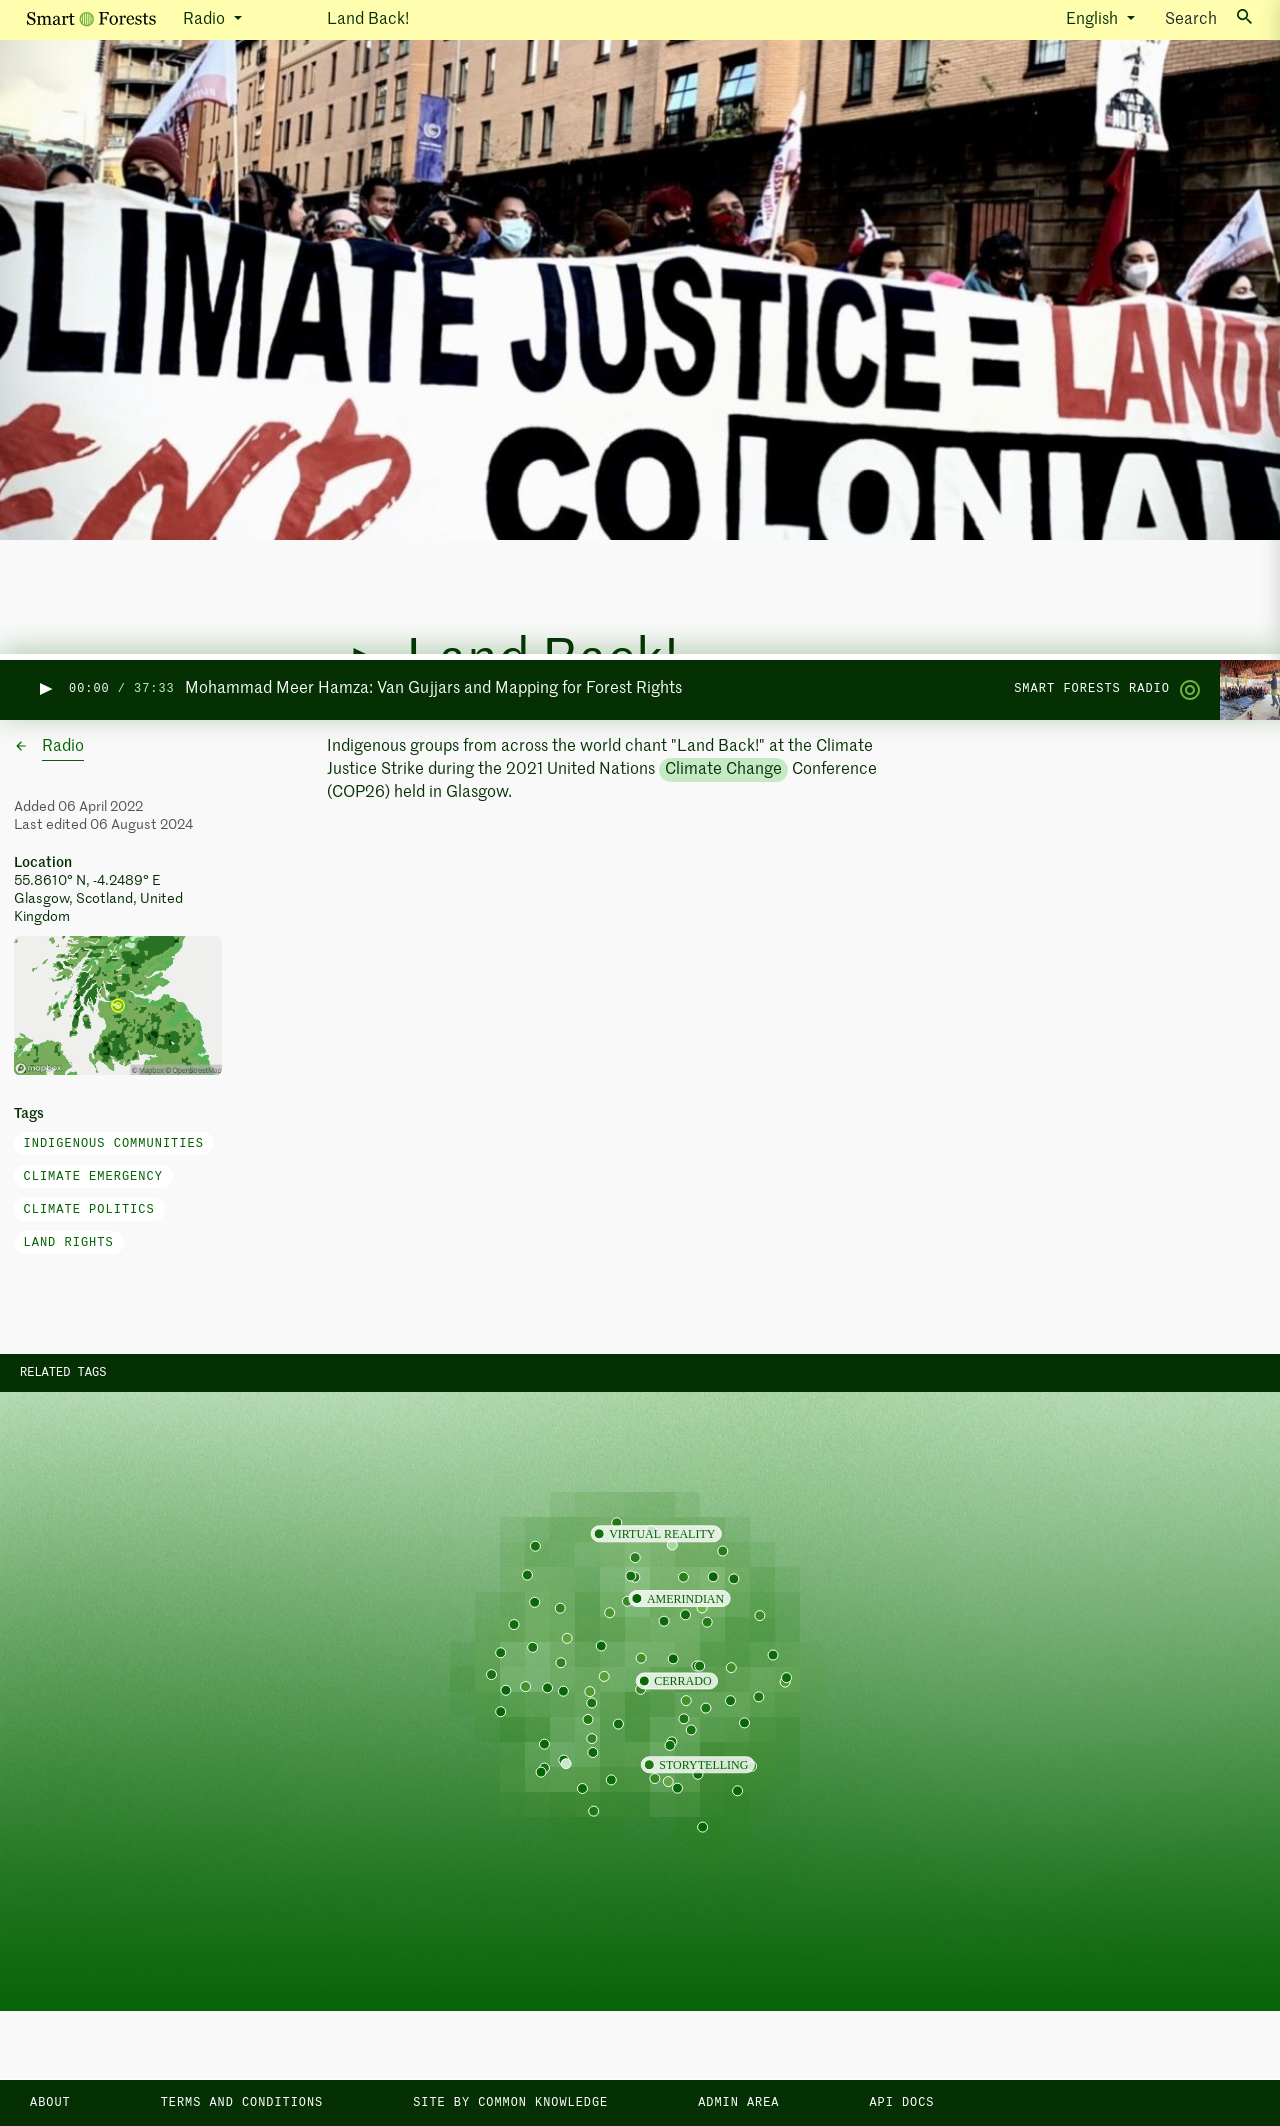 Smart Forests Radio Land Back! English Search
NO LIES
CLIMATE JUSTICE = LAND
END COLONIAL
Land Back!
00:00 / 37:33 Mohammad Meer Hamza: Van Gujjars and Mapping for Forest Rights SMART FORESTS RADIO
Radio
Indigenous groups from across the world chant "Land Back!" at the Climate
Justice Strike during the 2021 United Nations Climate Change Conference
(COP26) held in Glasgow.
Added 06 April 2022
Last edited 06 August 2024
Location
55.8610° N, -4.2489° E
Glasgow, Scotland, United
Kingdom
mapbox © Mapbox © OpenStreetMap
Tags
INDIGENOUS COMMUNITIES
CLIMATE EMERGENCY
CLIMATE POLITICS
LAND RIGHTS
RELATED TAGS
VIRTUAL REALITY
AMERINDIAN
CERRADO
STORYTELLING
ABOUT TERMS AND CONDITIONS SITE BY COMMON KNOWLEDGE ADMIN AREA API DOCS